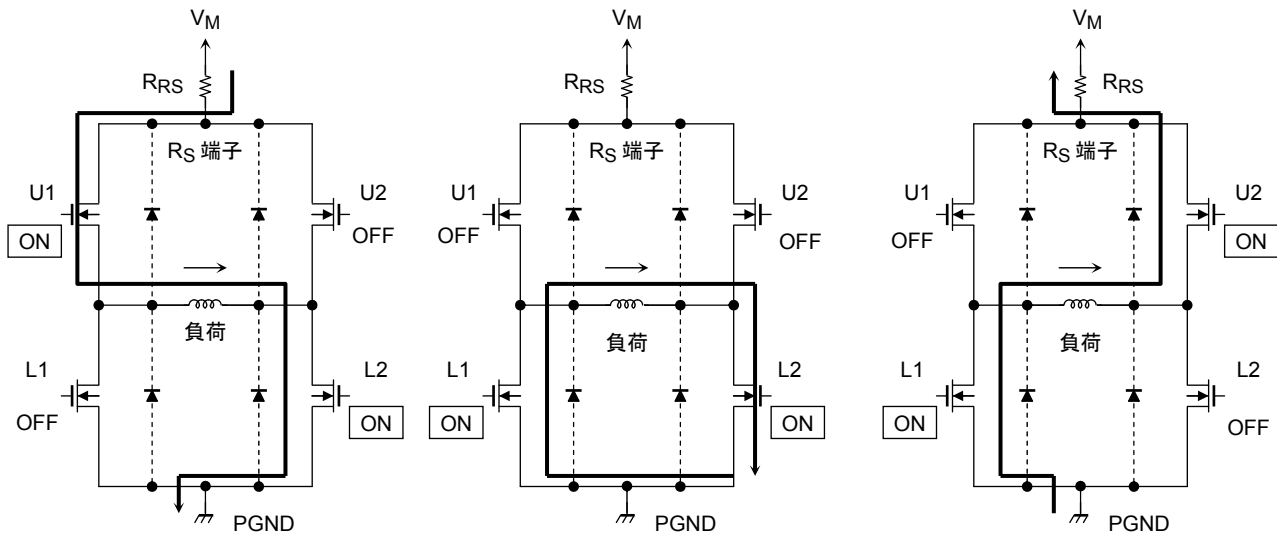 VM
RRS
RS 端子
U1
ON
U2
OFF
負荷
L1
OFF
L2
ON
PGND
VM
RRS
RS 端子
U1
OFF
U2
OFF
負荷
L1
ON
L2
ON
PGND
VM
RRS
RS 端子
U1
OFF
U2
ON
負荷
L1
ON
L2
OFF
PGND